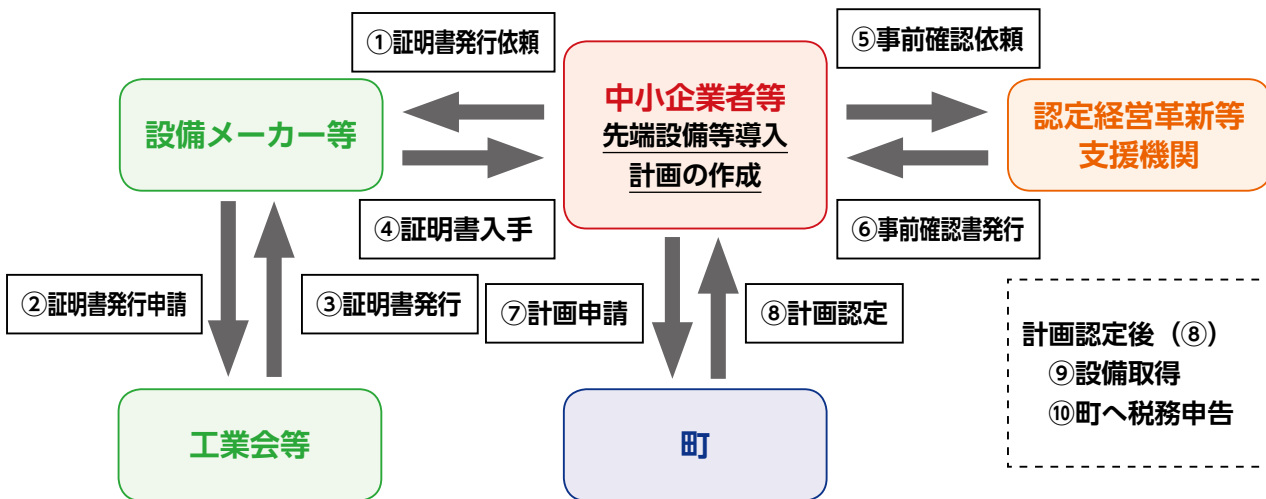 ①証明書発行依頼
⑤事前確認依頼
設備メーカー等
中小企業者等
先端設備等導入
計画の作成
認定経営革新等
支援機関
④証明書入手
⑥事前確認書発行
②証明書発行申請
③証明書発行
⑦計画申請
⑧計画認定
計画認定後（⑧）
⑨設備取得
⑩町へ税務申告
工業会等
町